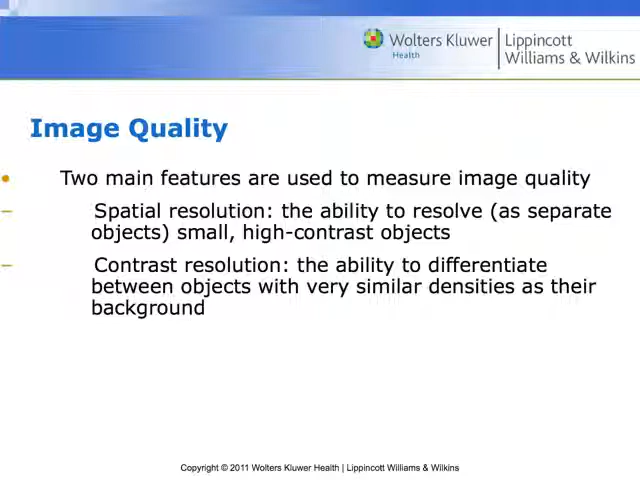 Wolters Kluwer
Health
Lippincott
Williams & Wilkins
Image Quality
• Two main features are used to measure image quality
– Spatial resolution: the ability to resolve (as separate
objects) small, high-contrast objects
– Contrast resolution: the ability to differentiate
between objects with very similar densities as their
background
Copyright © 2011 Wolters Kluwer Health | Lippincott Williams & Wilkins